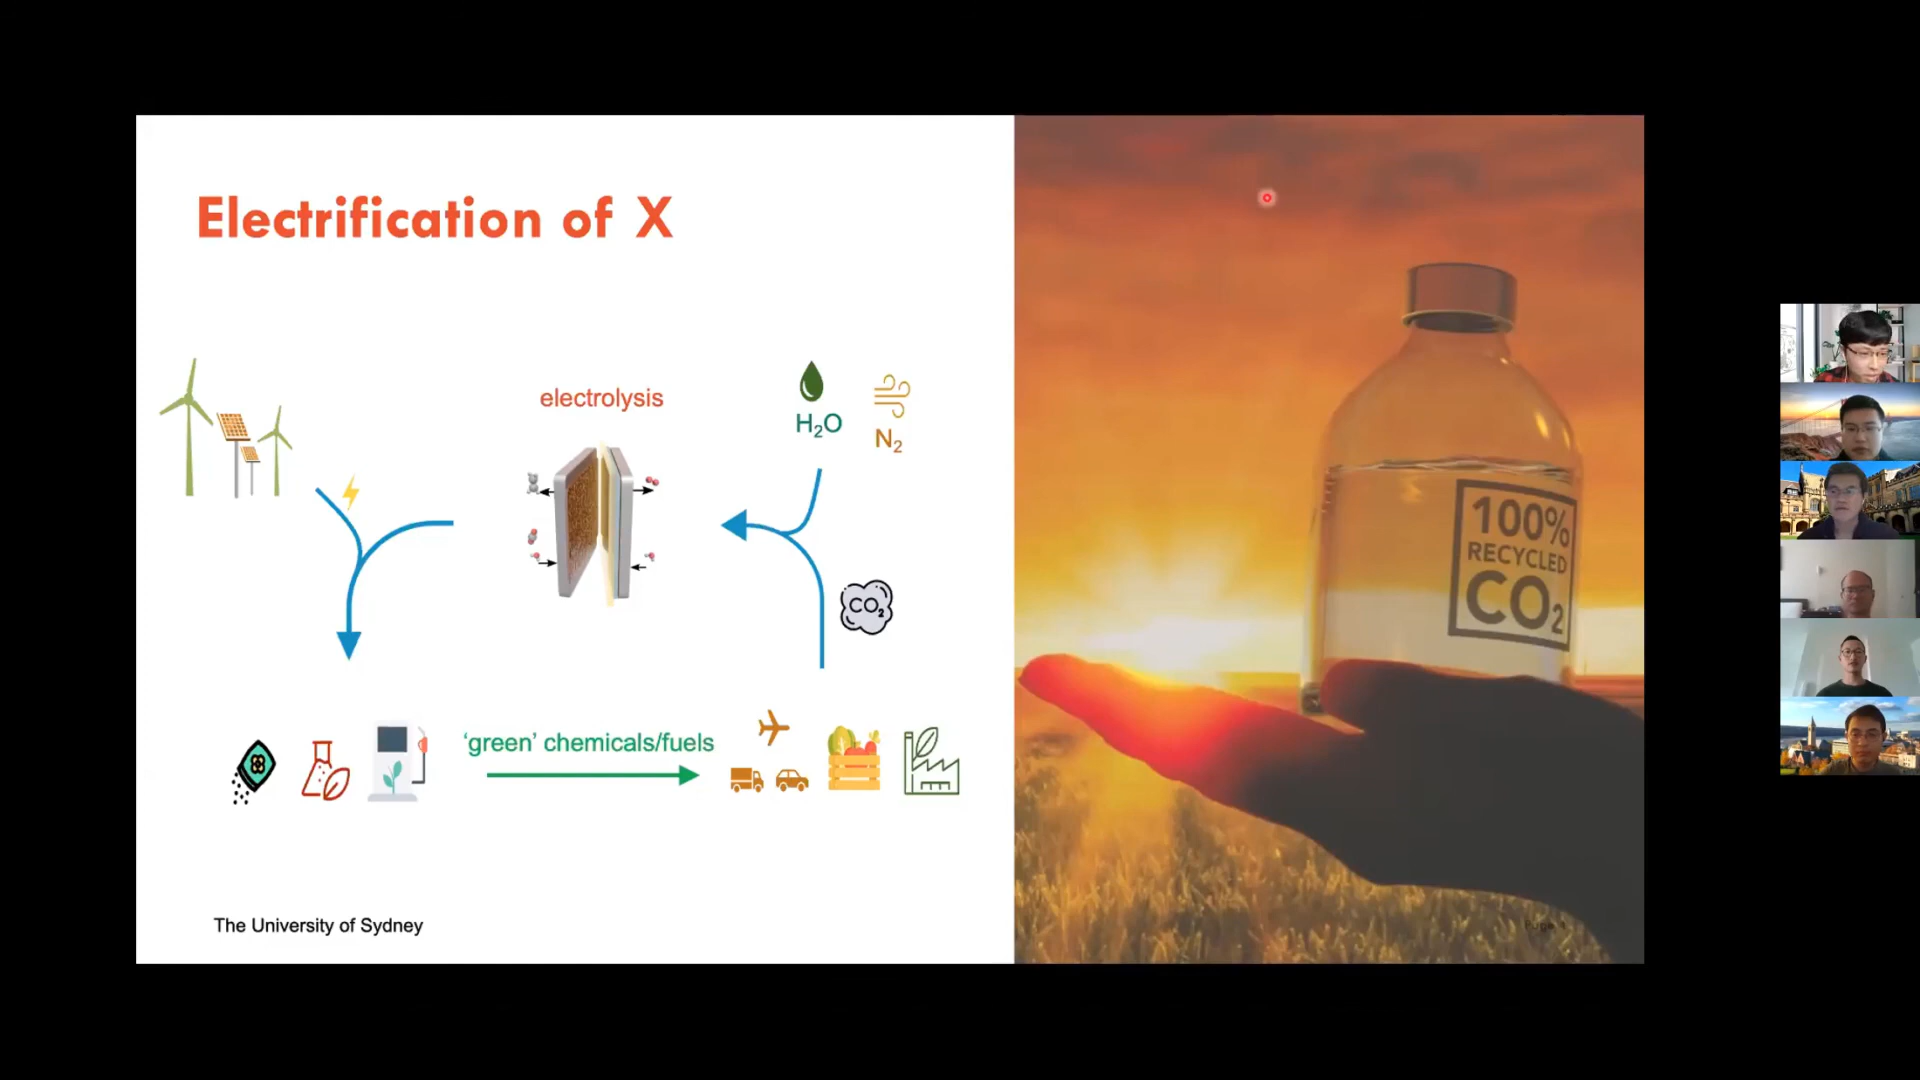 Electrification of X
electrolysis
H₂O
N₂
CO₂
'green' chemicals/fuels
The University of Sydney
100%
RECYCLED
CO₂